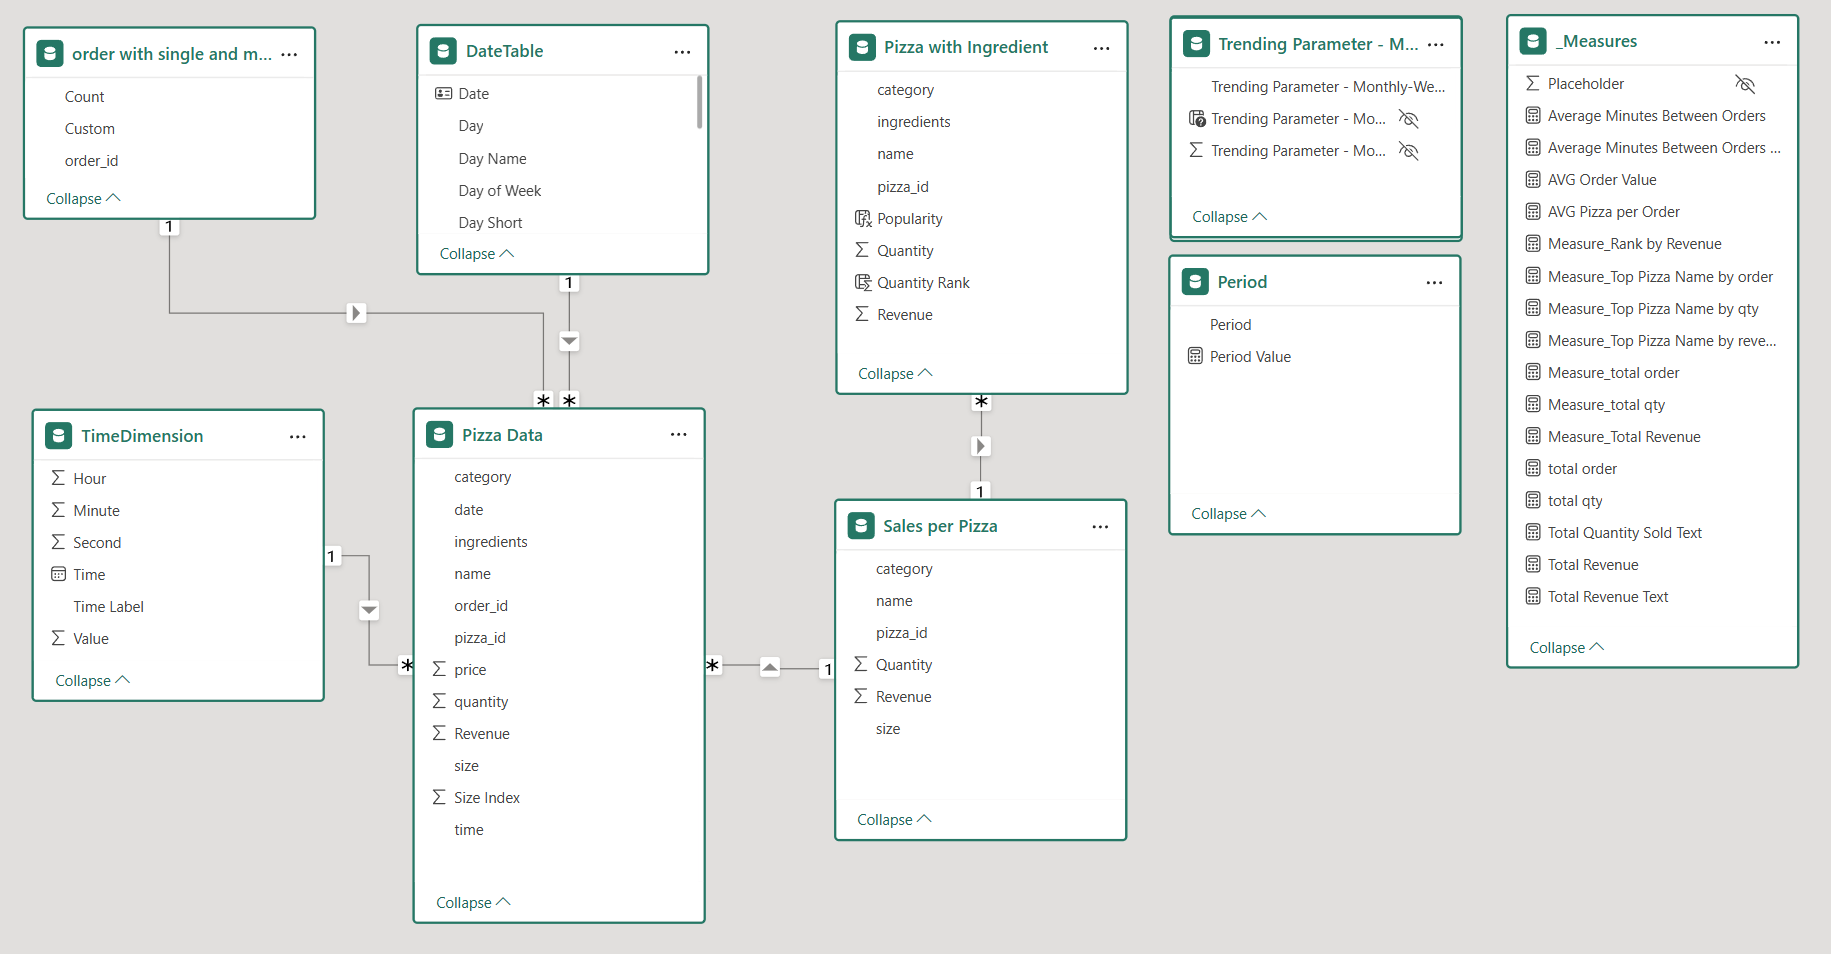 order with single and m...
Count
Custom
order_id
Collapse
1
DateTable
Date
Day
Day Name
Day of Week
Day Short
Collapse
1
*
*
TimeDimension
Hour
Minute
Second
Time
Time Label
Value
Collapse
1
*
Pizza Data
category
date
ingredients
name
order_id
pizza_id
price
quantity
Revenue
size
Size Index
time
Collapse
*
1
Pizza with Ingredient
category
ingredients
name
pizza_id
Popularity
Quantity
Quantity Rank
Revenue
Collapse
*
1
Sales per Pizza
category
name
pizza_id
Quantity
Revenue
size
Collapse
Trending Parameter - M...
Trending Parameter - Monthly-We...
Trending Parameter - Mo...
Trending Parameter - Mo...
Collapse
Period
Period
Period Value
Collapse
_Measures
Placeholder
Average Minutes Between Orders
Average Minutes Between Orders ...
AVG Order Value
AVG Pizza per Order
Measure_Rank by Revenue
Measure_Top Pizza Name by order
Measure_Top Pizza Name by qty
Measure_Top Pizza Name by reve...
Measure_total order
Measure_total qty
Measure_Total Revenue
total order
total qty
Total Quantity Sold Text
Total Revenue
Total Revenue Text
Collapse